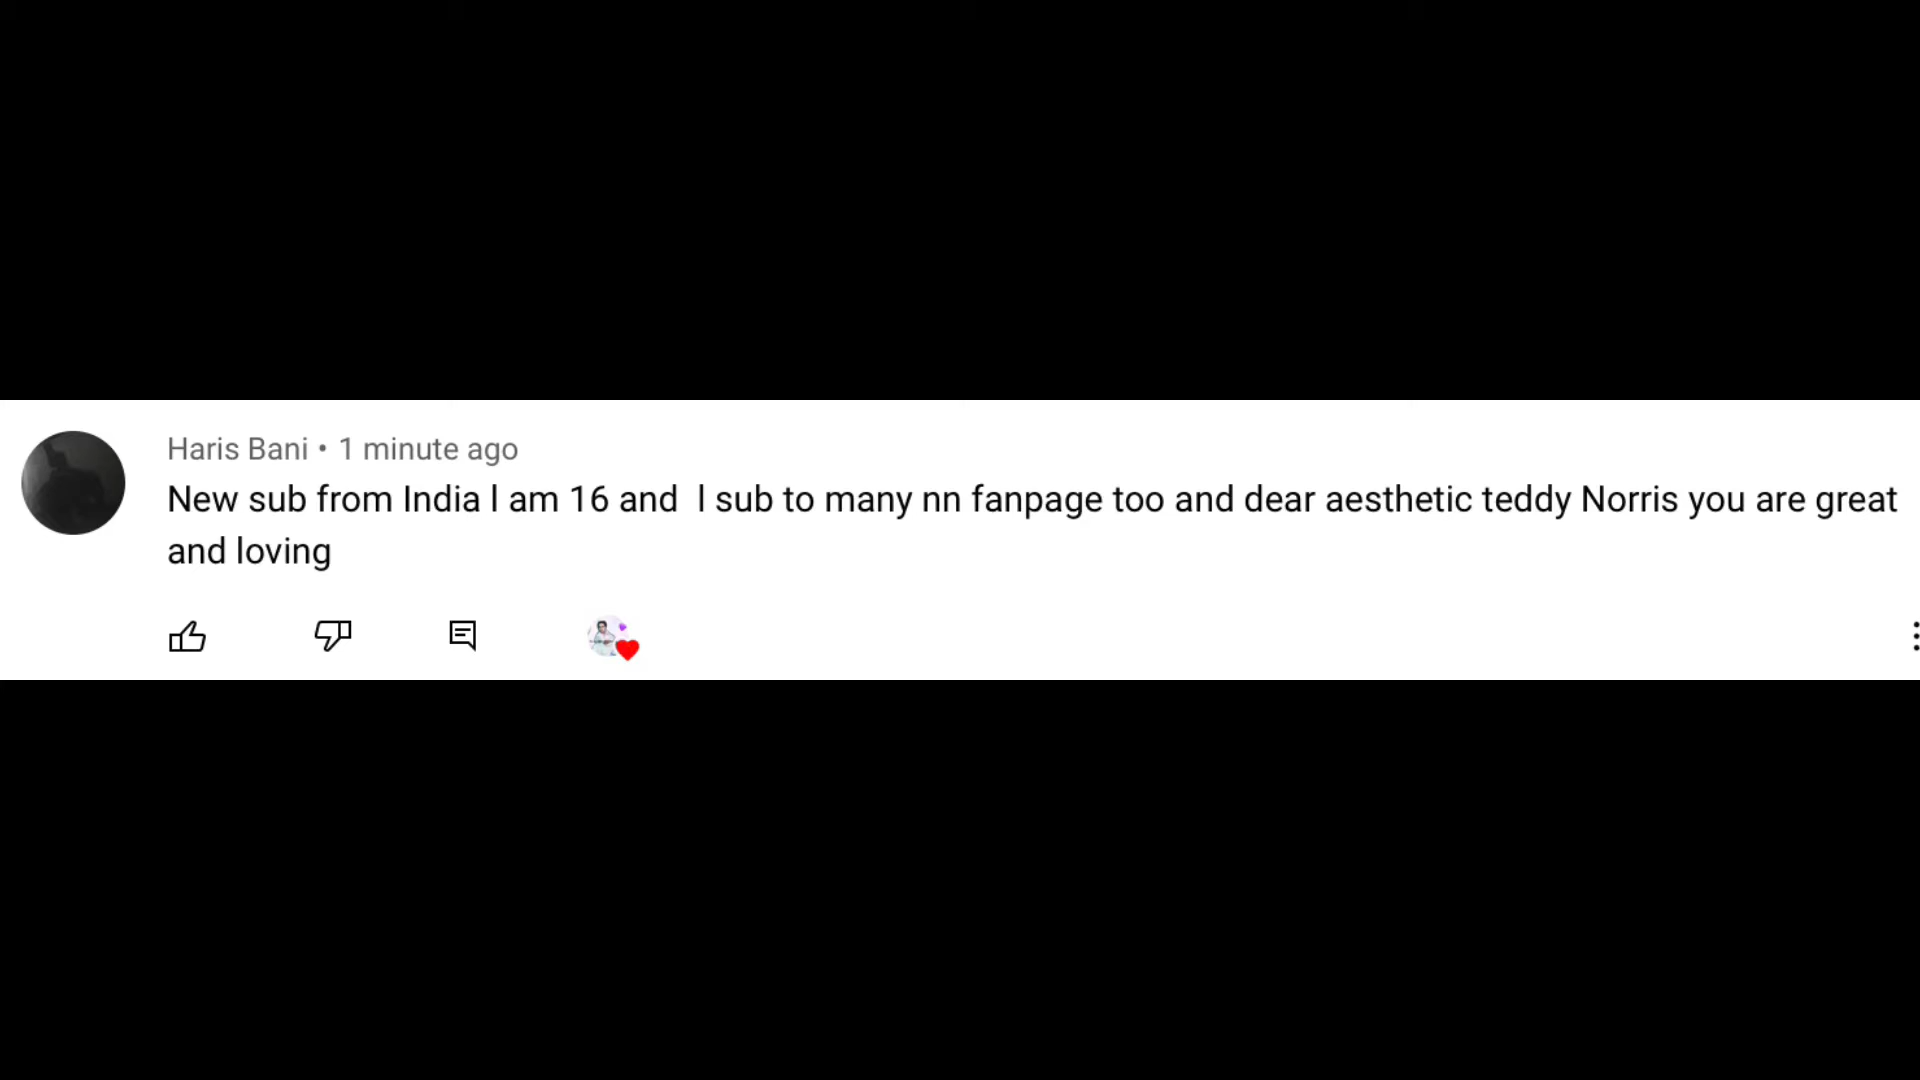 Haris Bani • 1 minute ago
New sub from India I am 16 and  I sub to many nn fanpage too and dear aesthetic teddy Norris you are great
and loving